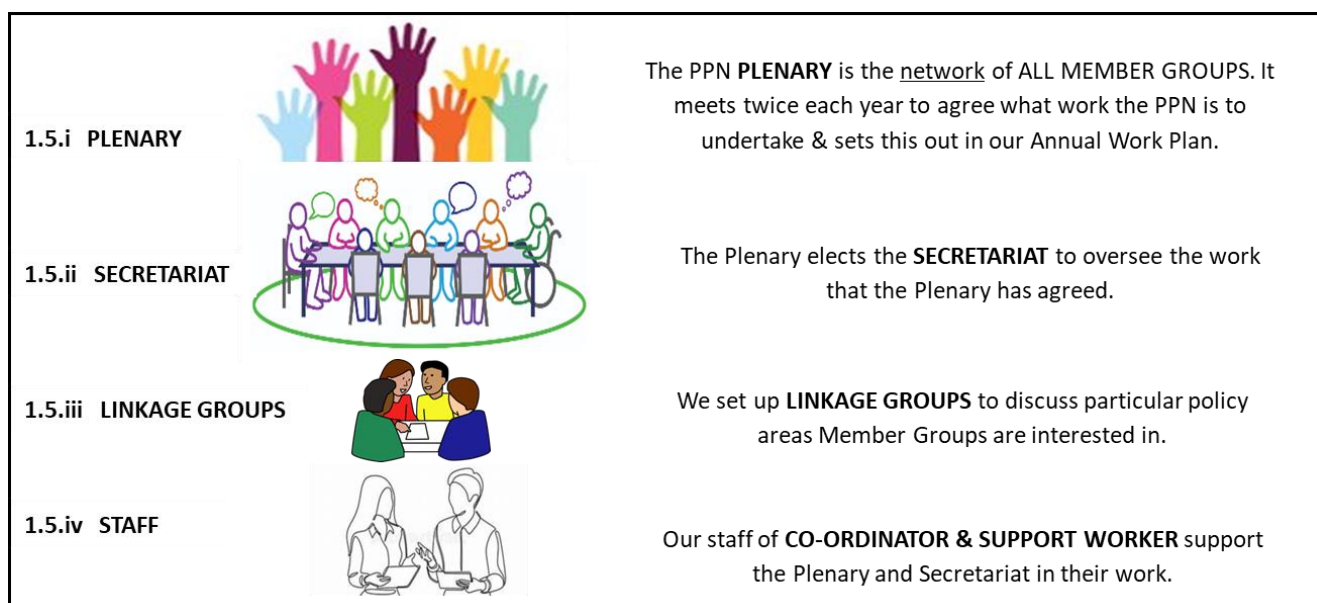 1.5.i PLENARY
The PPN PLENARY is the network of ALL MEMBER GROUPS. It
meets twice each year to agree what work the PPN is to
undertake & sets this out in our Annual Work Plan.
1.5.ii SECRETARIAT
The Plenary elects the SECRETARIAT to oversee the work
that the Plenary has agreed.
1.5.iii LINKAGE GROUPS
We set up LINKAGE GROUPS to discuss particular policy
areas Member Groups are interested in.
1.5.iv STAFF
Our staff of CO-ORDINATOR & SUPPORT WORKER support
the Plenary and Secretariat in their work.